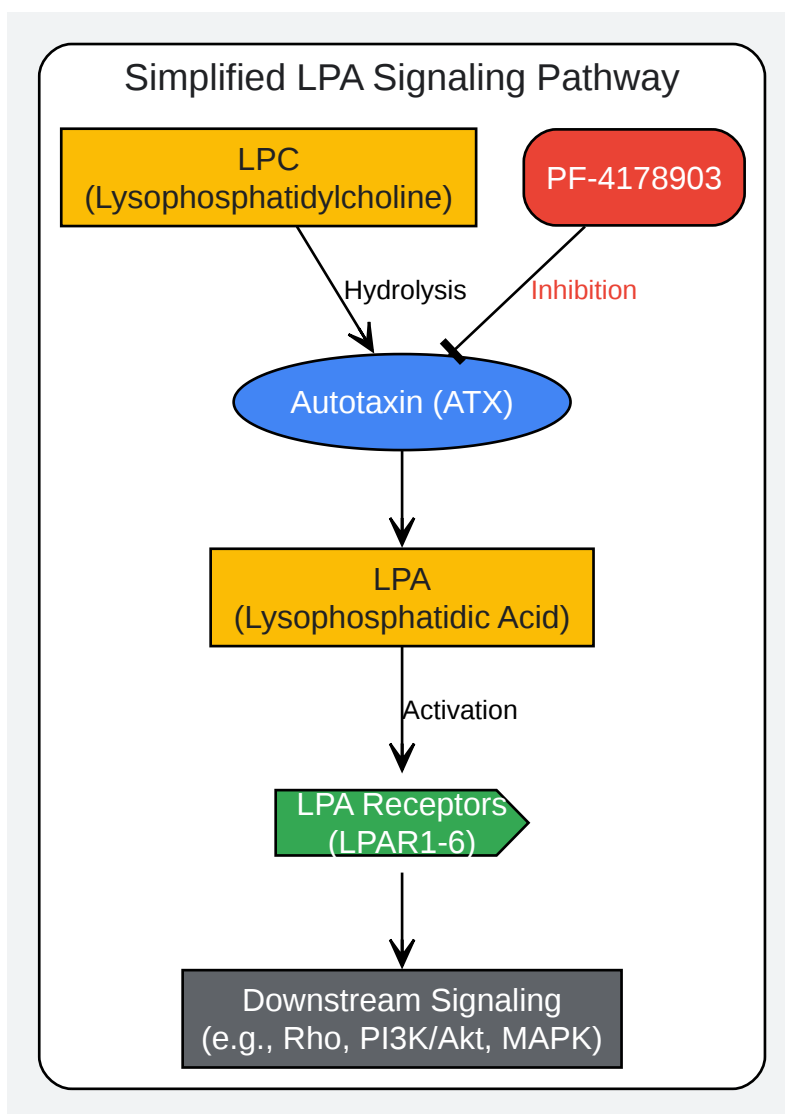 Simplified LPA Signaling Pathway
LPC
(Lysophosphatidylcholine)
PF-4178903
Hydrolysis
Inhibition
Autotaxin (ATX)
LPA
(Lysophosphatidic Acid)
Activation
LPA Receptors
(LPAR1-6)
Downstream Signaling
(e.g., Rho, PI3K/Akt, MAPK)